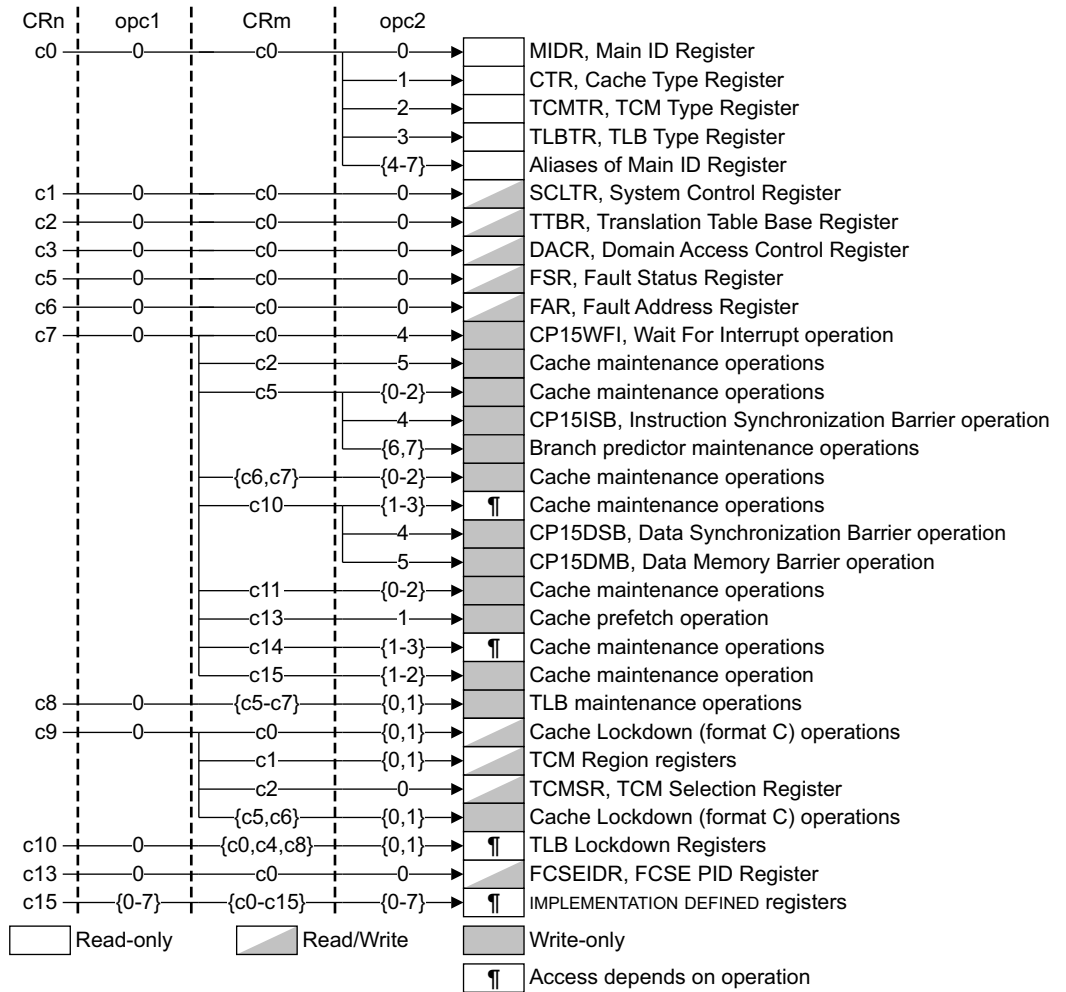 CRn opc1 CRm opc2
c0 0 c0 0 MIDR, Main ID Register
1 CTR, Cache Type Register
2 TCMTR, TCM Type Register
3 TLBTR, TLB Type Register
{4-7} Aliases of Main ID Register
c1 0 c0 0 SCLTR, System Control Register
c2 0 c0 0 TTBR, Translation Table Base Register
c3 0 c0 0 DACR, Domain Access Control Register
c5 0 c0 0 FSR, Fault Status Register
c6 0 c0 0 FAR, Fault Address Register
c7 0 c0 4 CP15WFI, Wait For Interrupt operation
c2 5 Cache maintenance operations
c5 {0-2} Cache maintenance operations
4 CP15ISB, Instruction Synchronization Barrier operation
{6,7} Branch predictor maintenance operations
{c6,c7} {0-2} Cache maintenance operations
c10 {1-3} ¶ Cache maintenance operations
4 CP15DSB, Data Synchronization Barrier operation
5 CP15DMB, Data Memory Barrier operation
c11 {0-2} Cache maintenance operations
c13 1 Cache prefetch operation
c14 {1-3} ¶ Cache maintenance operations
c15 {1-2} Cache maintenance operation
c8 0 {c5-c7} {0,1} TLB maintenance operations
c9 0 c0 {0,1} Cache Lockdown (format C) operations
c1 {0,1} TCM Region registers
c2 0 TCMSR, TCM Selection Register
{c5,c6} {0,1} Cache Lockdown (format C) operations
c10 0 {c0,c4,c8} {0,1} ¶ TLB Lockdown Registers
c13 0 c0 0 FCSEIDR, FCSE PID Register
c15 {0-7} {c0-c15} {0-7} ¶ IMPLEMENTATION DEFINED registers
Read-only Read/Write Write-only
¶ Access depends on operation